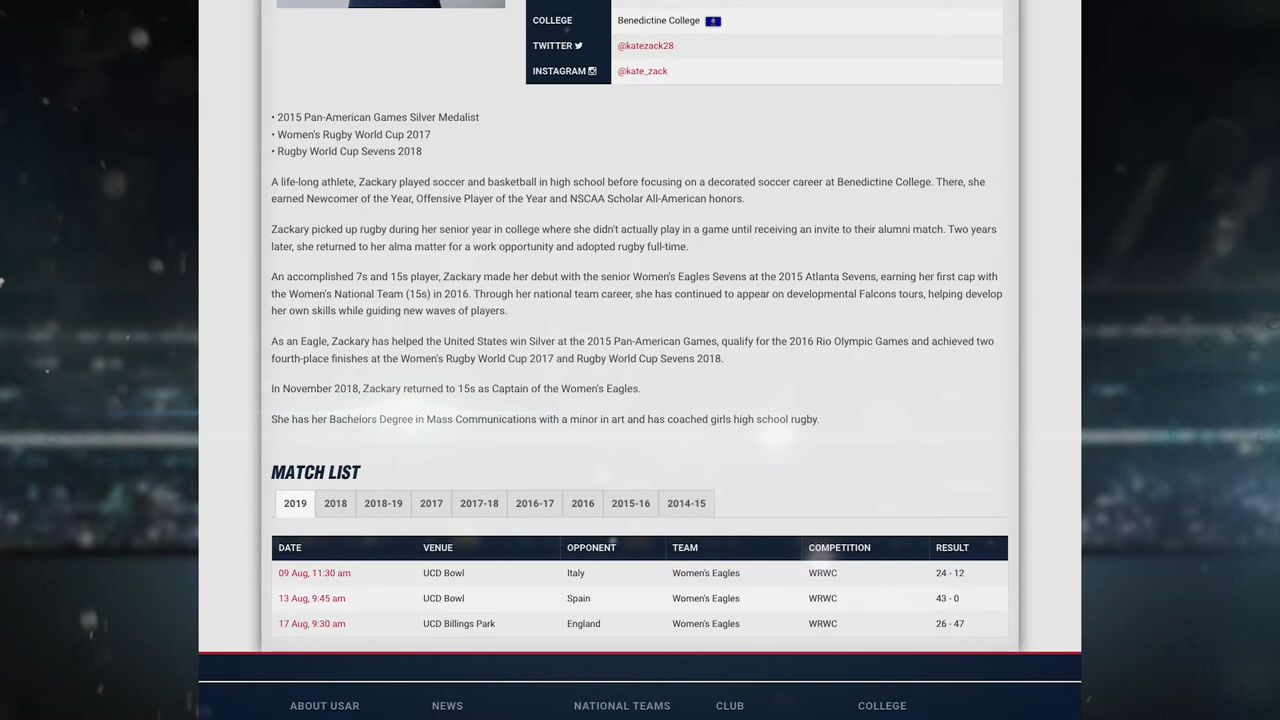 COLLEGE Benedictine College
TWITTER @katezack28
INSTAGRAM @kate_zack
• 2015 Pan-American Games Silver Medalist
• Women's Rugby World Cup 2017
• Rugby World Cup Sevens 2018
A life-long athlete, Zackary played soccer and basketball in high school before focusing on a decorated soccer career at Benedictine College. There, she
earned Newcomer of the Year, Offensive Player of the Year and NSCAA Scholar All-American honors.
Zackary picked up rugby during her senior year in college where she didn't actually play in a game until receiving an invite to their alumni match. Two years
later, she returned to her alma matter for a work opportunity and adopted rugby full-time.
An accomplished 7s and 15s player, Zackary made her debut with the senior Women's Eagles Sevens at the 2015 Atlanta Sevens, earning her first cap with
the Women's National Team (15s) in 2016. Through her national team career, she has continued to appear on developmental Falcons tours, helping develop
her own skills while guiding new waves of players.
As an Eagle, Zackary has helped the United States win Silver at the 2015 Pan-American Games, qualify for the 2016 Rio Olympic Games and achieved two
fourth-place finishes at the Women's Rugby World Cup 2017 and Rugby World Cup Sevens 2018.
In November 2018, Zackary returned to 15s as Captain of the Women's Eagles.
She has her Bachelors Degree in Mass Communications with a minor in art and has coached girls high school rugby.
MATCH LIST
2019 2018 2018-19 2017 2017-18 2016-17 2016 2015-16 2014-15
DATE VENUE OPPONENT TEAM COMPETITION RESULT
09 Aug, 11:30 am UCD Bowl Italy Women's Eagles WRWC 24 - 12
13 Aug, 9:45 am UCD Bowl Spain Women's Eagles WRWC 43 - 0
17 Aug, 9:30 am UCD Billings Park England Women's Eagles WRWC 26 - 47
ABOUT USAR NEWS NATIONAL TEAMS CLUB COLLEGE